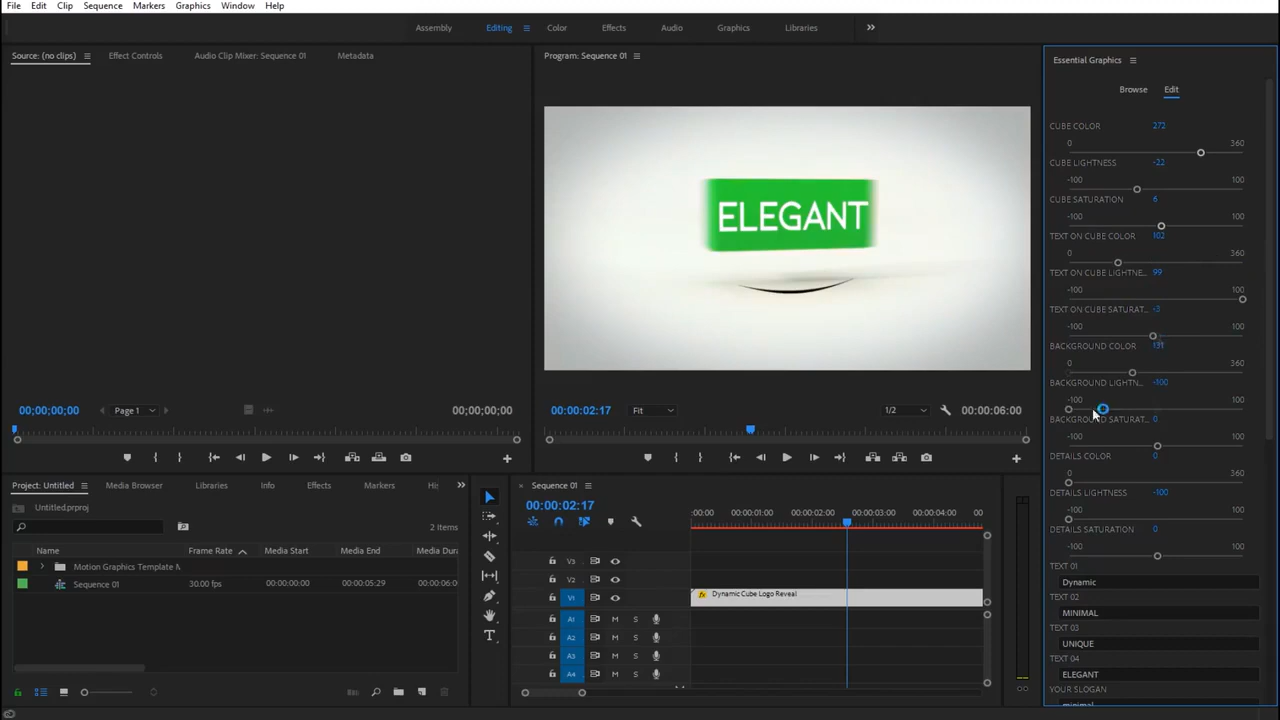 File Edit Clip Sequence Markers Graphics Window Help
Assembly Editing Color Effects Audio Graphics Libraries
Source: (no clips) Effect Controls Audio Clip Mixer: Sequence 01 Metadata
00;00;00;00 Page 1 00;00;00;00
Program: Sequence 01
ELEGANT
00:00:02:17 Fit 1/2 00:00:06:00
Essential Graphics
Browse Edit
CUBE COLOR 272
0 360
CUBE LIGHTNESS -22
-100 100
CUBE SATURATION 6
-100 100
TEXT ON CUBE COLOR 102
0 360
TEXT ON CUBE LIGHTNE... 99
-100 100
TEXT ON CUBE SATURAT... -3
-100 100
BACKGROUND COLOR 131
0 360
BACKGROUND LIGHTN... -100
-100 100
BACKGROUND SATURAT... 0
-100 100
DETAILS COLOR 0
0 360
DETAILS LIGHTNESS -100
-100 100
DETAILS SATURATION 0
-100 100
TEXT 01
Dynamic
TEXT 02
MINIMAL
TEXT 03
UNIQUE
TEXT 04
ELEGANT
YOUR SLOGAN
minimal
Project: Untitled Media Browser Libraries Info Effects Markers
Untitled.prproj
2 Items
Name Frame Rate Media Start Media End Media Dura
Motion Graphics Template M
Sequence 01 30.00 fps 00:00:00:00 00:00:05:29 00:00:06:0
Sequence 01
00:00:02:17
:00:00 00:00:01:00 00:00:02:00 00:00:03:00 00:00:04:00 00
V3
V2
V1 fx Dynamic Cube Logo Reveal
A1 M S
A2 M S
A3 M S
A4 M S